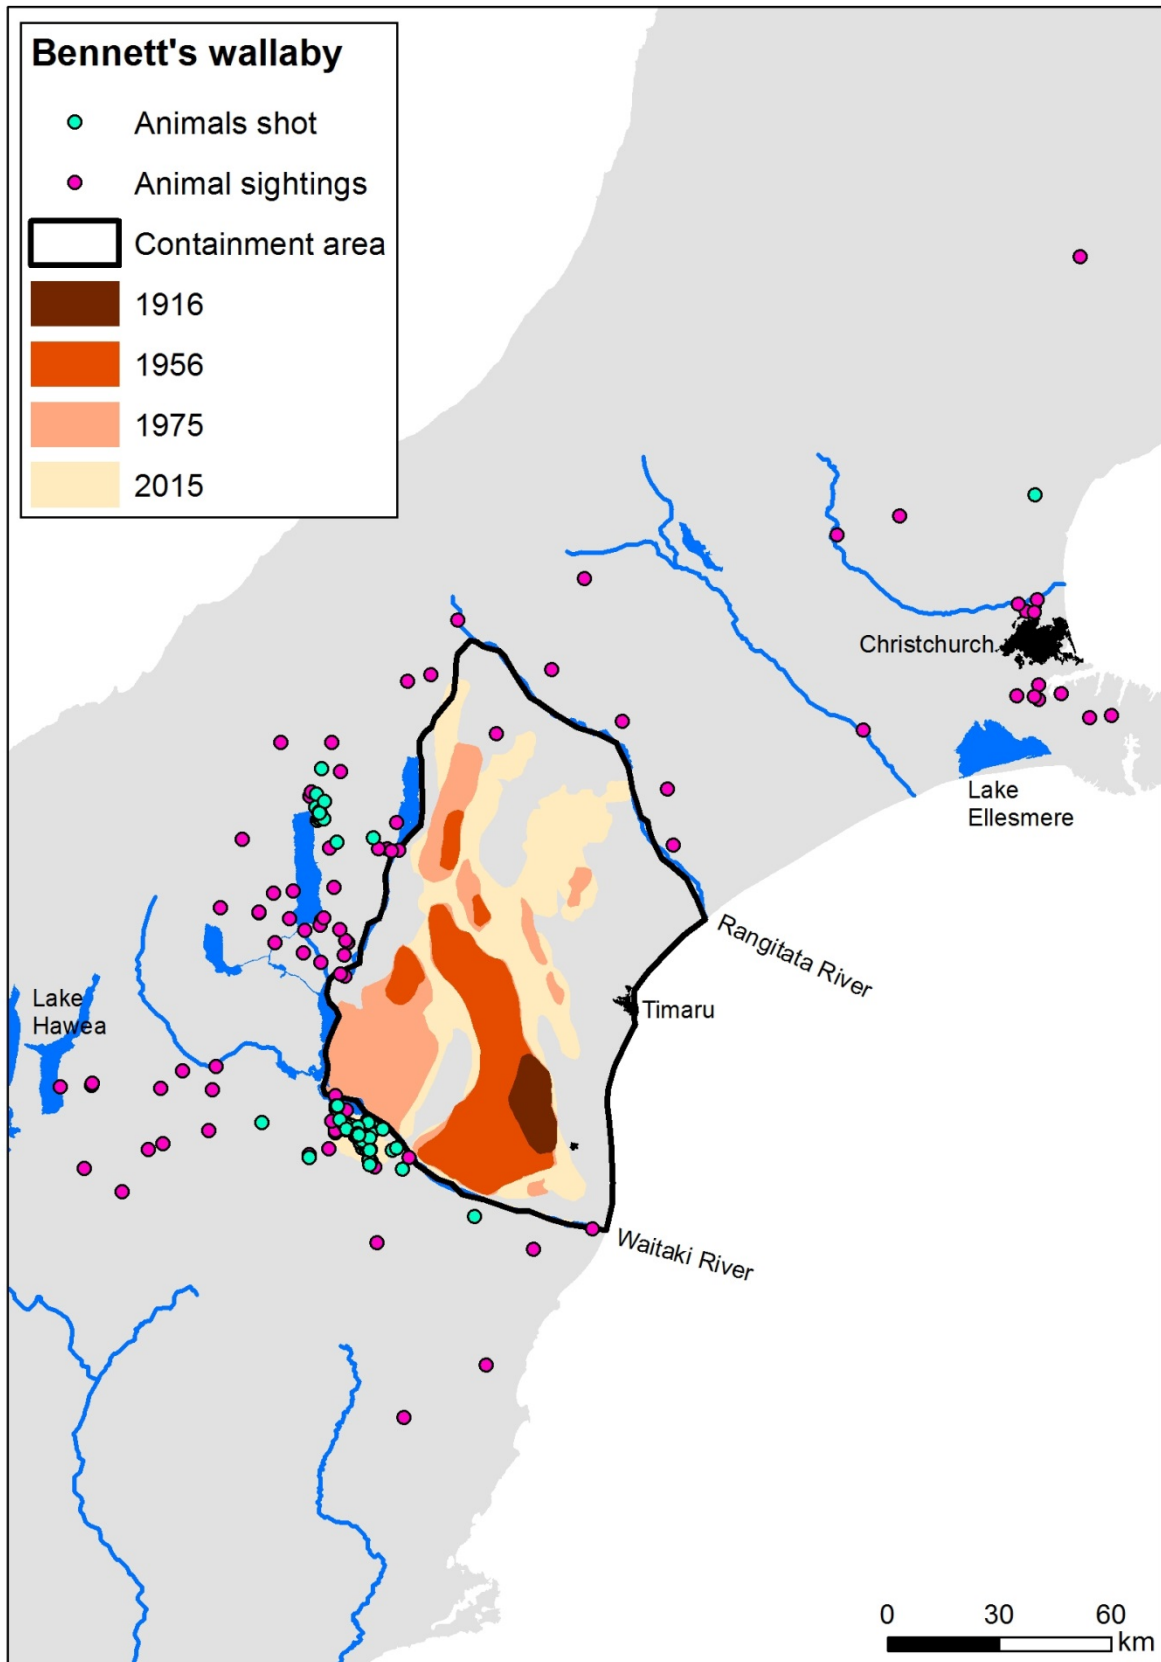 Bennett's wallaby
Animals shot
Animal sightings
Containment area
1916
1956
1975
2015
Christchurch
Lake
Ellesmere
Rangitata River
Timaru
Lake
Hawea
Waitaki River
0 30 60
km